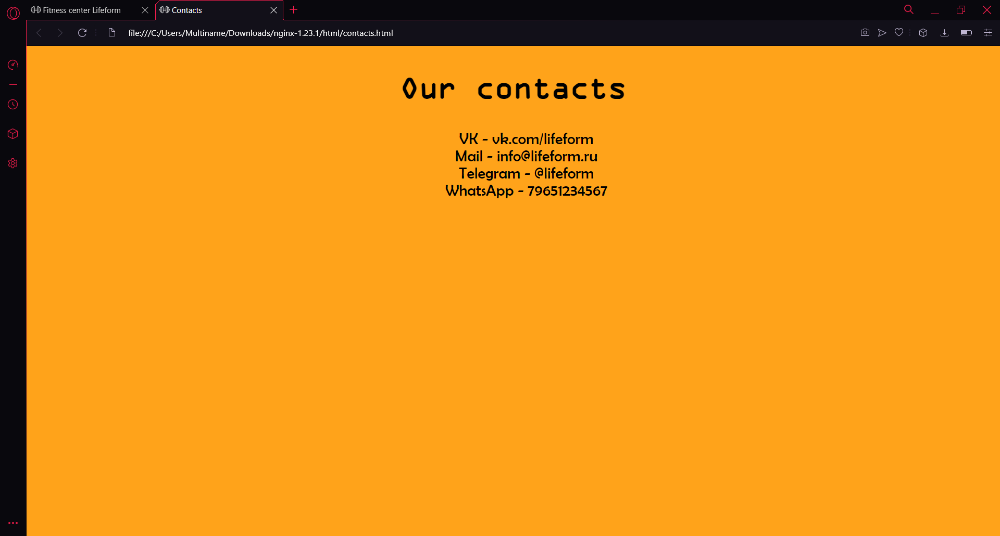 Fitness center Lifeform
Contacts
file:///C:/Users/Multiname/Downloads/nginx-1.23.1/html/contacts.html
Our contacts
VK - vk.com/lifeform
Mail - info@lifeform.ru
Telegram - @lifeform
WhatsApp - 79651234567